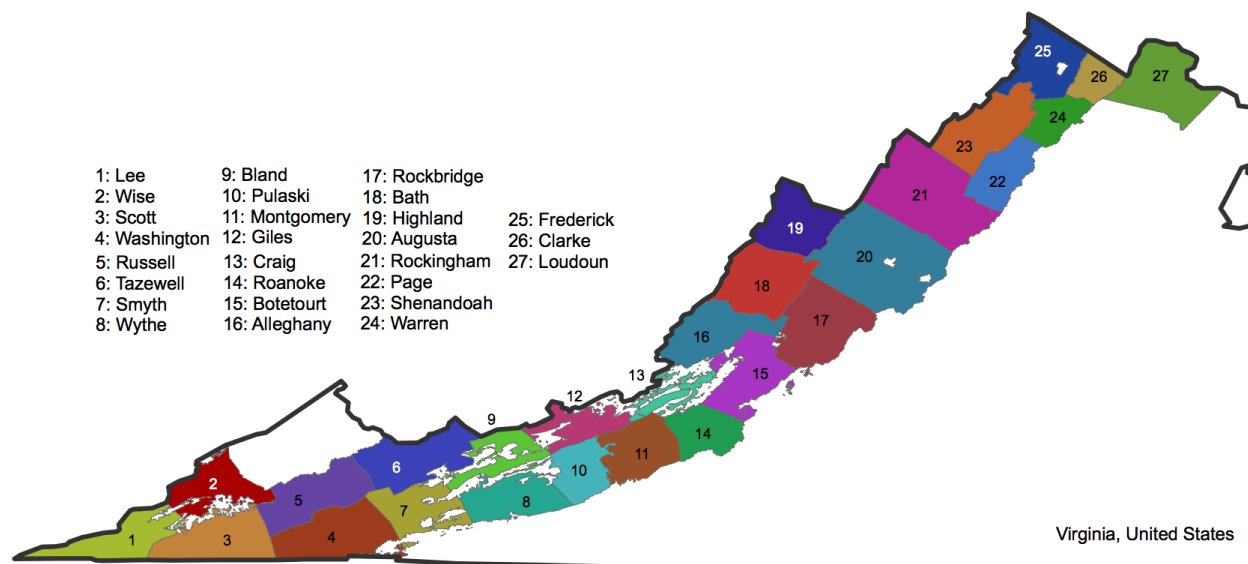 1: Lee
2: Wise
3: Scott
4: Washington
5: Russell
6: Tazewell
7: Smyth
8: Wythe
9: Bland
10: Pulaski
11: Montgomery
12: Giles
13: Craig
14: Roanoke
15: Botetourt
16: Alleghany
17: Rockbridge
18: Bath
19: Highland
20: Augusta
21: Rockingham
22: Page
23: Shenandoah
24: Warren
25: Frederick
26: Clarke
27: Loudoun
25
26
27
24
23
22
21
19
20
18
17
16
13
15
12
9
14
11
6
10
2
5
8
7
1
3
4
Virginia, United States